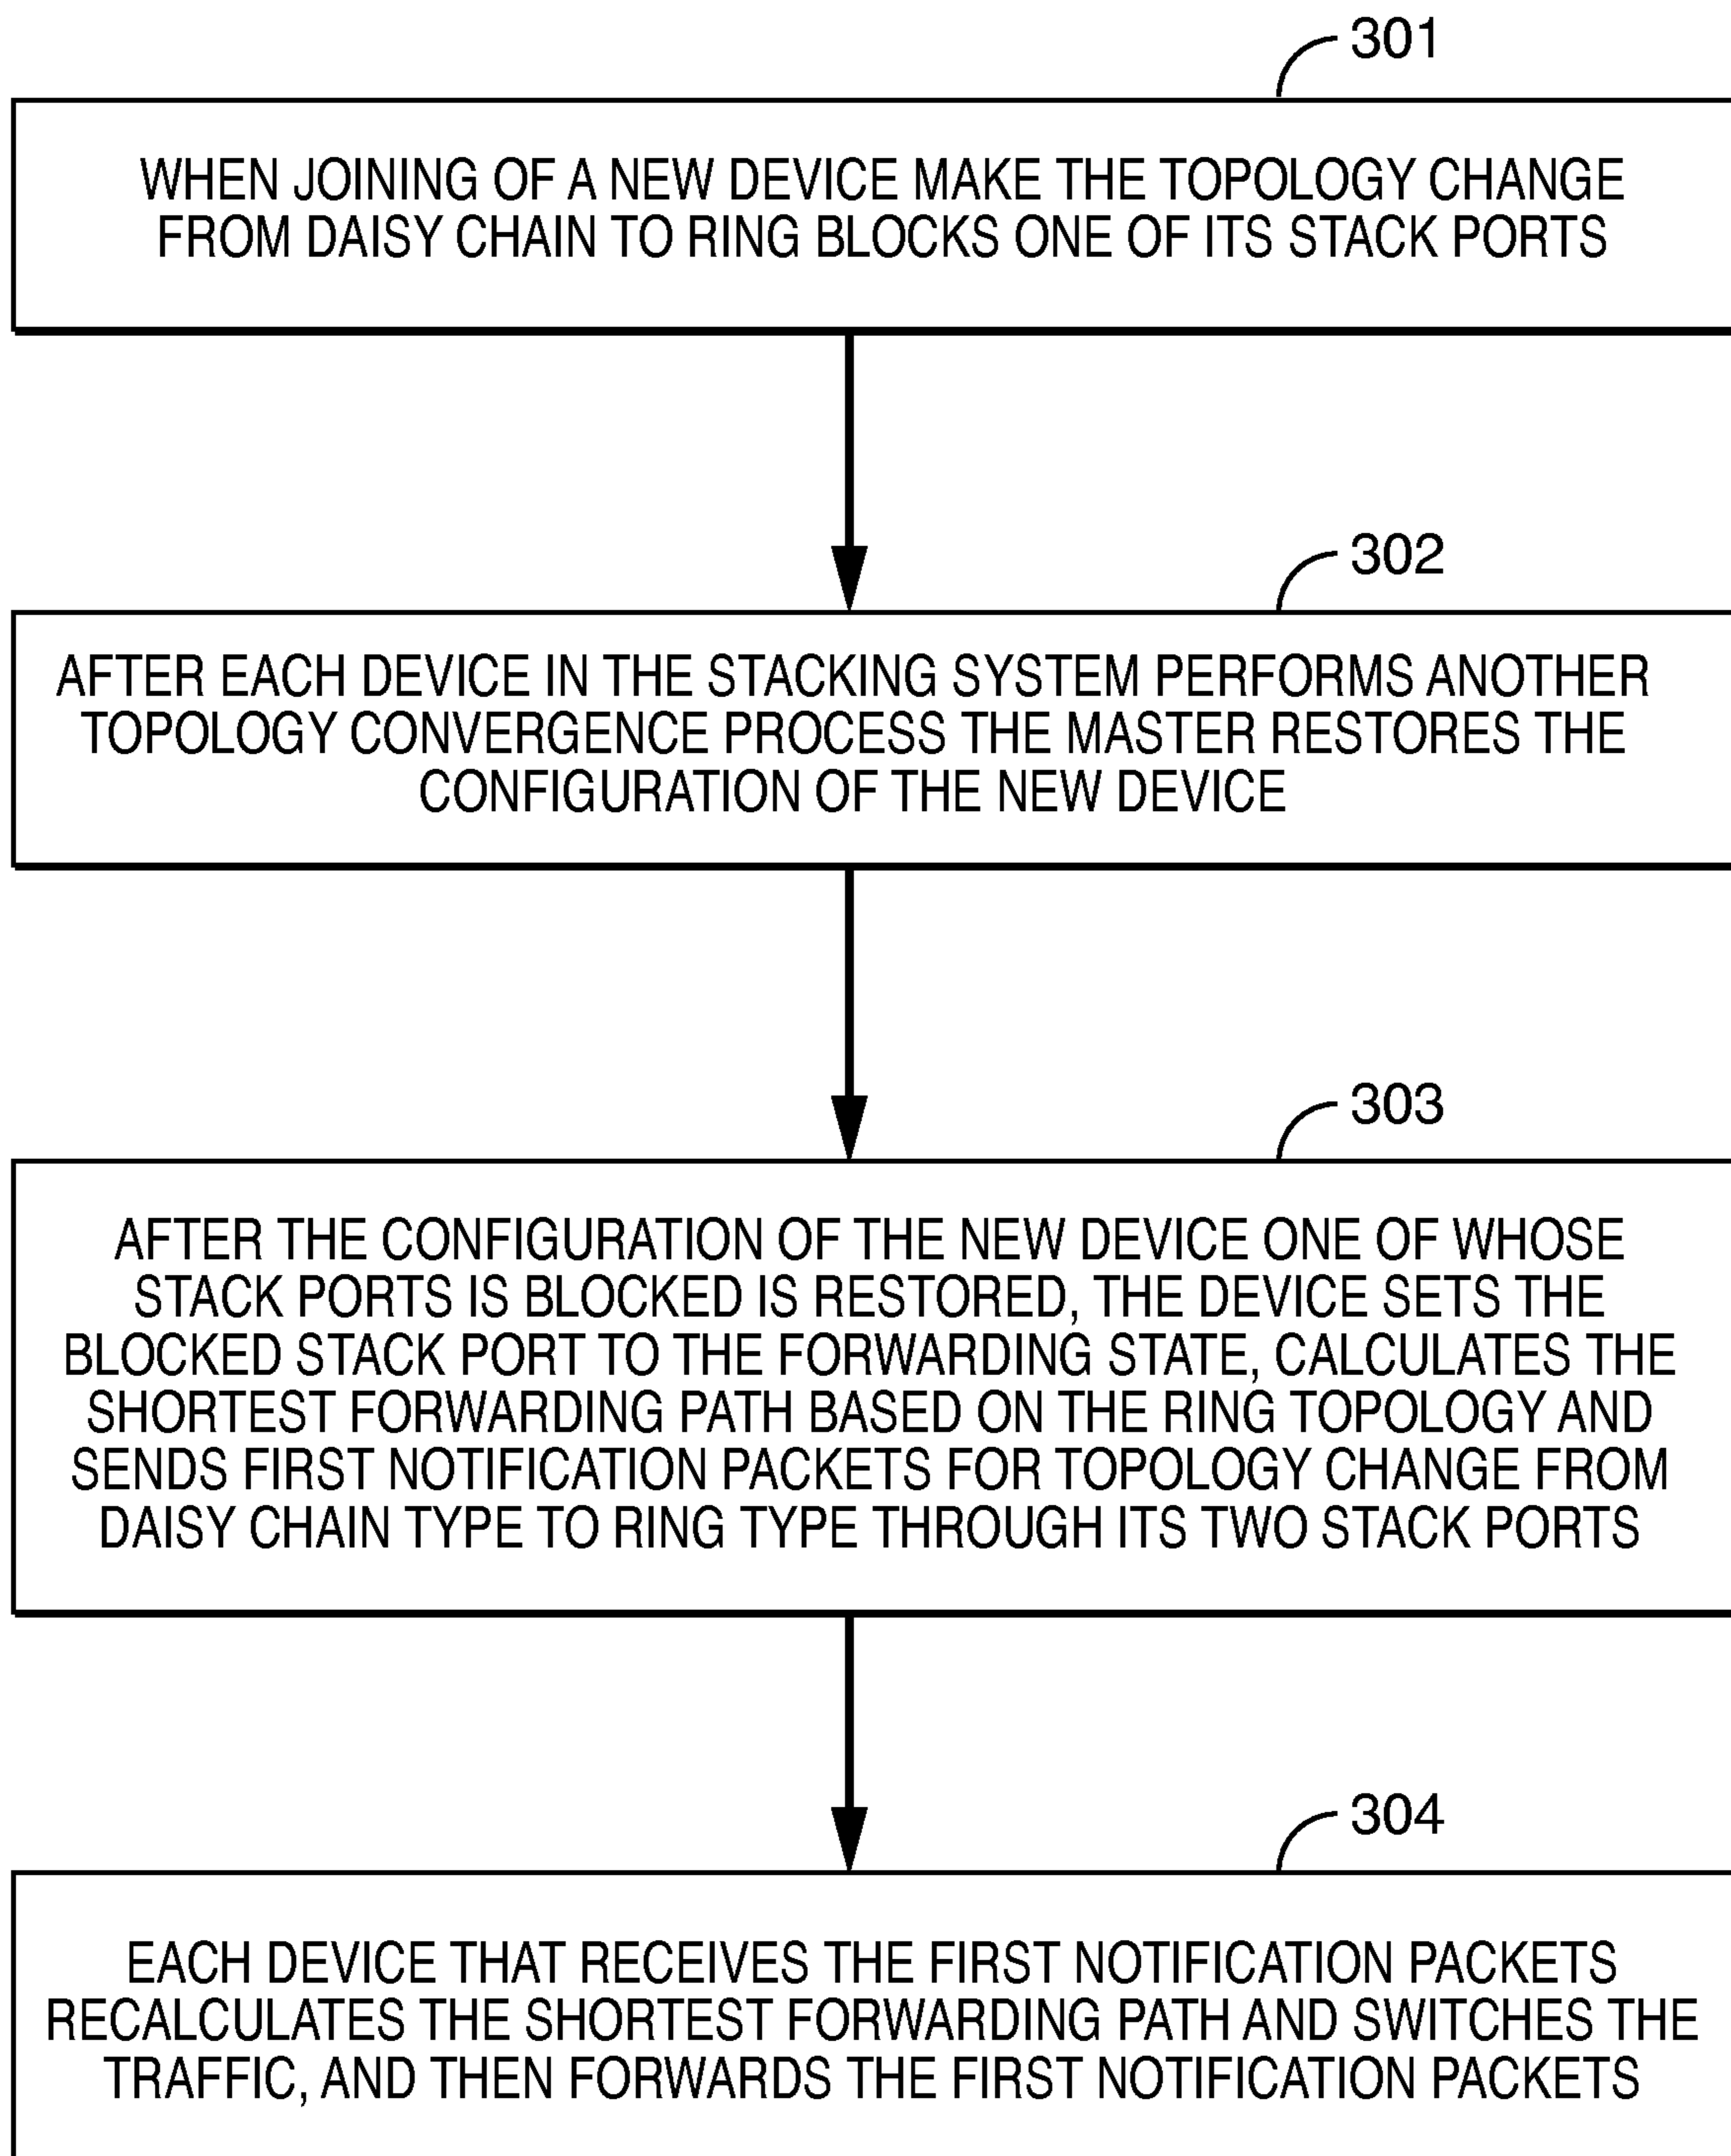 301
WHEN JOINING OF A NEW DEVICE MAKE THE TOPOLOGY CHANGE
FROM DAISY CHAIN TO RING BLOCKS ONE OF ITS STACK PORTS
302
AFTER EACH DEVICE IN THE STACKING SYSTEM PERFORMS ANOTHER
TOPOLOGY CONVERGENCE PROCESS THE MASTER RESTORES THE
CONFIGURATION OF THE NEW DEVICE
303
AFTER THE CONFIGURATION OF THE NEW DEVICE ONE OF WHOSE
STACK PORTS IS BLOCKED IS RESTORED, THE DEVICE SETS THE
BLOCKED STACK PORT TO THE FORWARDING STATE, CALCULATES THE
SHORTEST FORWARDING PATH BASED ON THE RING TOPOLOGY AND
SENDS FIRST NOTIFICATION PACKETS FOR TOPOLOGY CHANGE FROM
DAISY CHAIN TYPE TO RING TYPE THROUGH ITS TWO STACK PORTS
304
EACH DEVICE THAT RECEIVES THE FIRST NOTIFICATION PACKETS
RECALCULATES THE SHORTEST FORWARDING PATH AND SWITCHES THE
TRAFFIC, AND THEN FORWARDS THE FIRST NOTIFICATION PACKETS